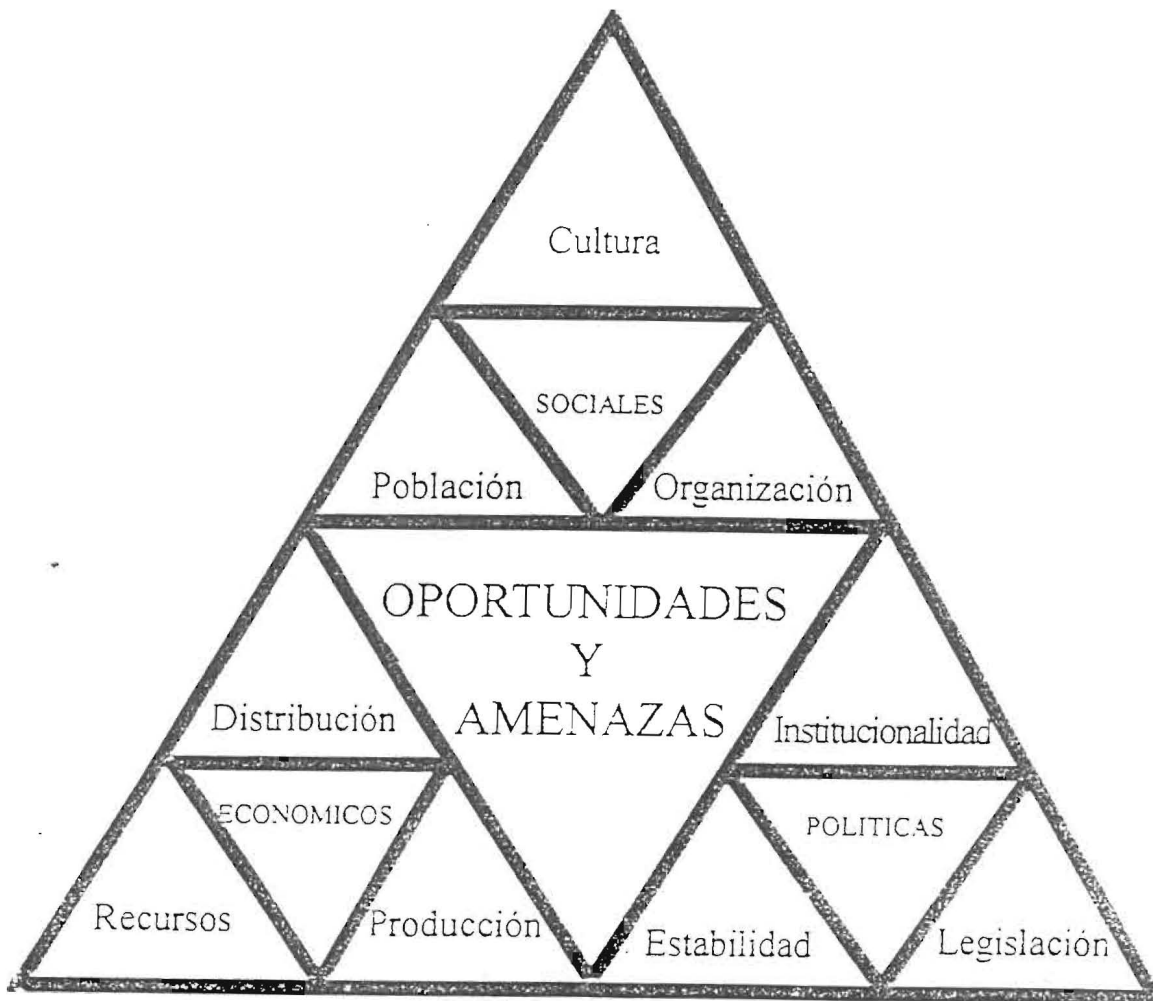 Cultura
SOCIALES
Población
Organización
OPORTUNIDADES
Y
AMENAZAS
Distribución
Institucionalidad
ECONOMICOS
POLITICAS
Recursos
Producción
Estabilidad
Legislación